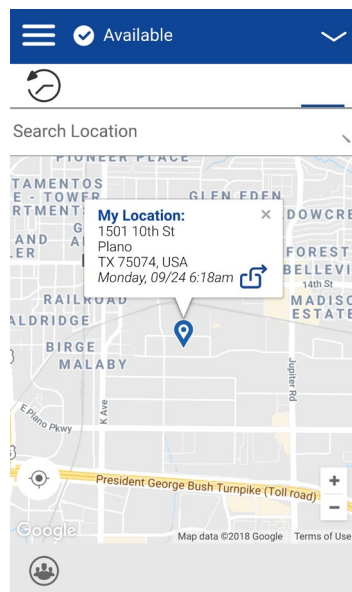 Available
Search Location
PIONEER PLACE
TAMENTOS
E - TOWER
RTMENT
GLEN EDEN
My Location:
1501 10th St
Plano
TX 75074, USA
Monday, 09/24 6:18am
×
G
AND A
LER
DOWCRE
FOREST
BELLEVI
14th St
RAILROAD
MADISO
ESTATE
ALDRIDGE
BIRGE
MALABY
Jupiter Rd
K Ave
E Plano Pkwy
President George Bush Turnpike (Toll road)
+
−
Google
Map data ©2018 Google
Terms of Use